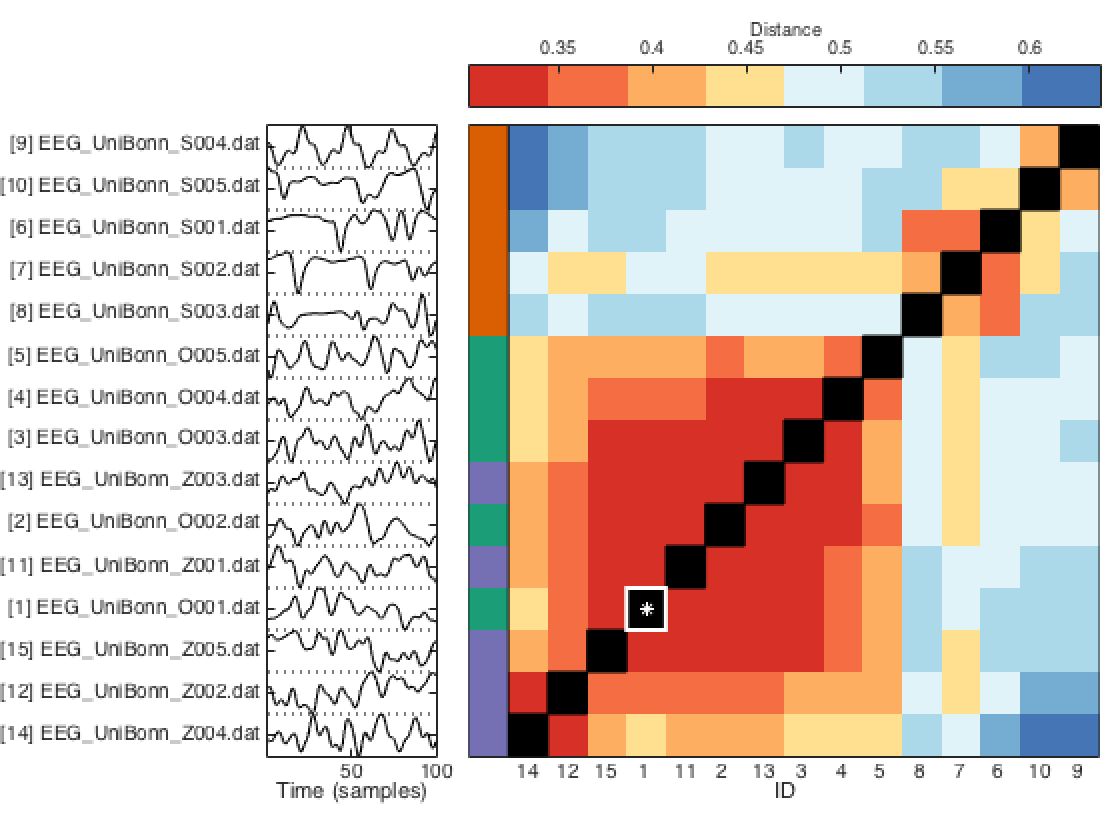 Distance
0.35 0.4 0.45 0.5 0.55 0.6
[9] EEG_UniBonn_S004.dat
[10] EEG_UniBonn_S005.dat
[6] EEG_UniBonn_S001.dat
[7] EEG_UniBonn_S002.dat
[8] EEG_UniBonn_S003.dat
[5] EEG_UniBonn_O005.dat
[4] EEG_UniBonn_O004.dat
[3] EEG_UniBonn_O003.dat
[13] EEG_UniBonn_Z003.dat
[2] EEG_UniBonn_O002.dat
[11] EEG_UniBonn_Z001.dat
[1] EEG_UniBonn_O001.dat
[15] EEG_UniBonn_Z005.dat
[12] EEG_UniBonn_Z002.dat
[14] EEG_UniBonn_Z004.dat
50 100
Time (samples)
14 12 15 1 11 2 13 3 4 5 8 7 6 10 9
ID